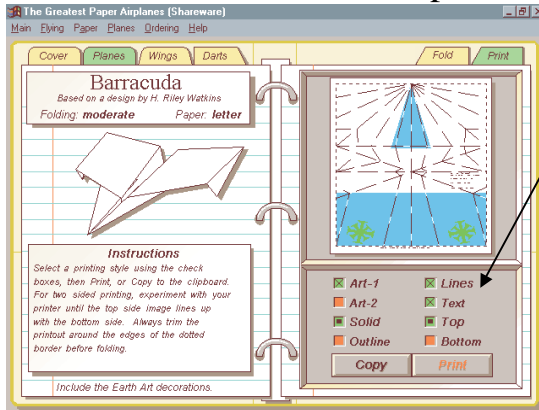 The Greatest Paper Airplanes (Shareware)
Main Flying Paper Planes Ordering Help
Cover Planes Wings Darts Fold Print
Barracuda
Based on a design by H. Riley Watkins
Folding: moderate Paper: letter
Instructions
Select a printing style using the check
boxes, then Print, or Copy to the clipboard.
For two sided printing, experiment with your
printer until the top side image lines up
with the bottom side. Always trim the
printout around the edges of the dotted
border before folding.
Include the Earth Art decorations.
Art-1 Lines
Art-2 Text
Solid Top
Outline Bottom
Copy Print